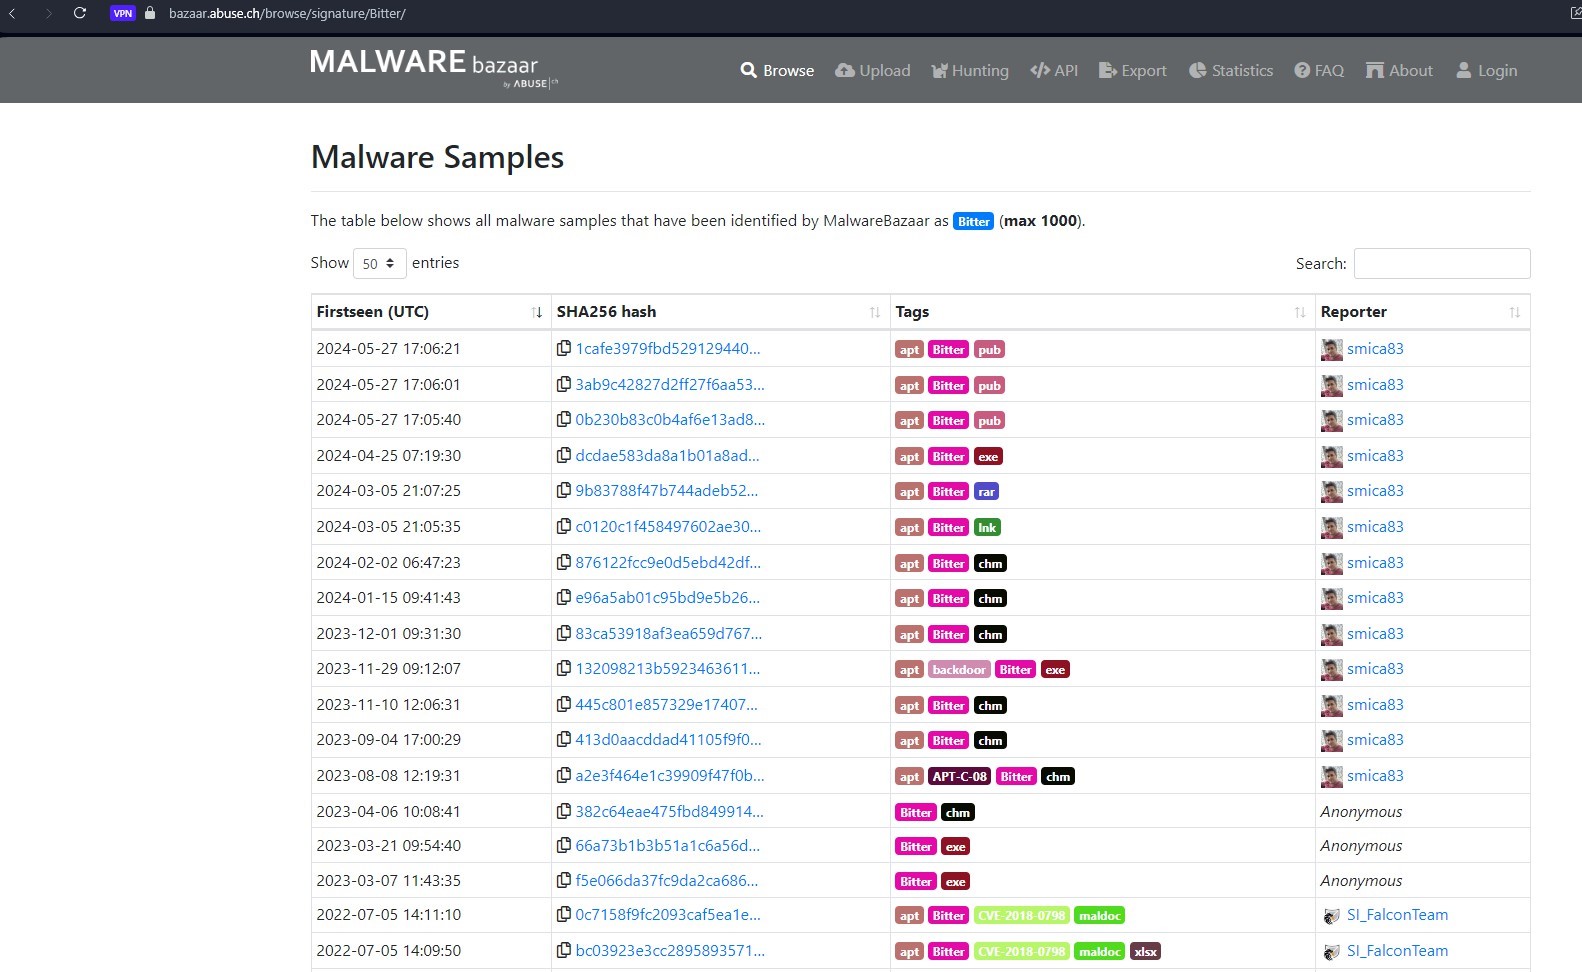 VPN bazaar.abuse.ch/browse/signature/Bitter/
MALWARE bazaar
by ABUSE|ch
Browse Upload Hunting API Export Statistics FAQ About Login
Malware Samples
The table below shows all malware samples that have been identified by MalwareBazaar as Bitter (max 1000).
Show 50 entries Search:
Firstseen (UTC) SHA256 hash Tags Reporter
2024-05-27 17:06:21 1cafe3979fbd529129440... apt Bitter pub smica83
2024-05-27 17:06:01 3ab9c42827d2ff27f6aa53... apt Bitter pub smica83
2024-05-27 17:05:40 0b230b83c0b4af6e13ad8... apt Bitter pub smica83
2024-04-25 07:19:30 dcdae583da8a1b01a8ad... apt Bitter exe smica83
2024-03-05 21:07:25 9b83788f47b744adeb52... apt Bitter rar smica83
2024-03-05 21:05:35 c0120c1f458497602ae30... apt Bitter lnk smica83
2024-02-02 06:47:23 876122fcc9e0d5ebd42df... apt Bitter chm smica83
2024-01-15 09:41:43 e96a5ab01c95bd9e5b26... apt Bitter chm smica83
2023-12-01 09:31:30 83ca53918af3ea659d767... apt Bitter chm smica83
2023-11-29 09:12:07 132098213b5923463611... apt backdoor Bitter exe smica83
2023-11-10 12:06:31 445c801e857329e17407... apt Bitter chm smica83
2023-09-04 17:00:29 413d0aacddad41105f9f0... apt Bitter chm smica83
2023-08-08 12:19:31 a2e3f464e1c39909f47f0b... apt APT-C-08 Bitter chm smica83
2023-04-06 10:08:41 382c64eae475fbd849914... Bitter chm Anonymous
2023-03-21 09:54:40 66a73b1b3b51a1c6a56d... Bitter exe Anonymous
2023-03-07 11:43:35 f5e066da37fc9da2ca686... Bitter exe Anonymous
2022-07-05 14:11:10 0c7158f9fc2093caf5ea1e... apt Bitter CVE-2018-0798 maldoc SI_FalconTeam
2022-07-05 14:09:50 bc03923e3cc2895893571... apt Bitter CVE-2018-0798 maldoc xlsx SI_FalconTeam